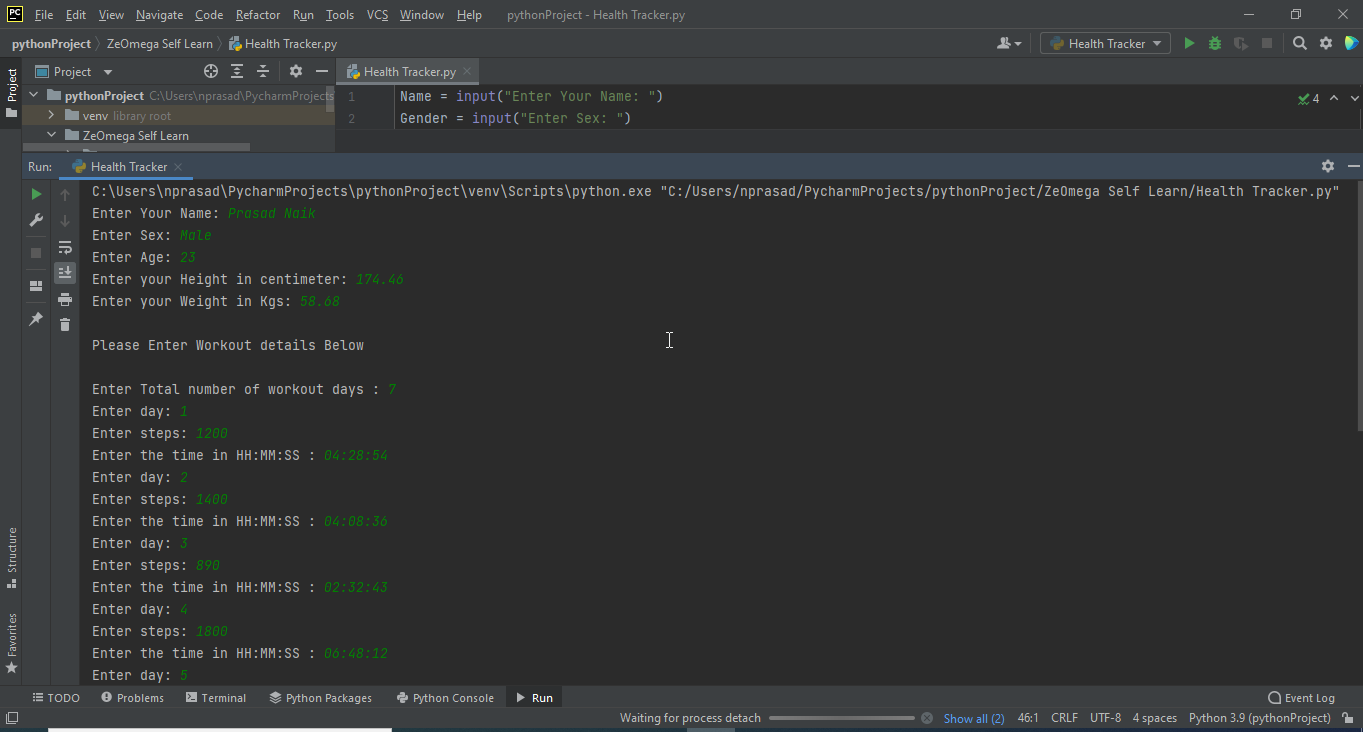 PC File Edit View Navigate Code Refactor Run Tools VCS Window Help pythonProject - Health Tracker.py
pythonProject ZeOmega Self Learn Health Tracker.py Health Tracker
Project Project Health Tracker.py
pythonProject C:\Users\nprasad\PycharmProjects
venv library root
ZeOmega Self Learn
1 Name = input("Enter Your Name: ") 4
2 Gender = input("Enter Sex: ")
Run: Health Tracker
C:\Users\nprasad\PycharmProjects\pythonProject\venv\Scripts\python.exe "C:/Users/nprasad/PycharmProjects/pythonProject/ZeOmega Self Learn/Health Tracker.py"
Enter Your Name: Prasad Naik
Enter Sex: Male
Enter Age: 23
Enter your Height in centimeter: 174.46
Enter your Weight in Kgs: 58.68
Please Enter Workout details Below
Enter Total number of workout days : 7
Enter day: 1
Enter steps: 1200
Enter the time in HH:MM:SS : 04:28:54
Enter day: 2
Enter steps: 1400
Enter the time in HH:MM:SS : 04:08:36
Enter day: 3
Enter steps: 890
Enter the time in HH:MM:SS : 02:32:43
Enter day: 4
Enter steps: 1800
Enter the time in HH:MM:SS : 06:48:12
Enter day: 5
Structure
Favorites
TODO Problems Terminal Python Packages Python Console Run Event Log
Waiting for process detach Show all (2) 46:1 CRLF UTF-8 4 spaces Python 3.9 (pythonProject)